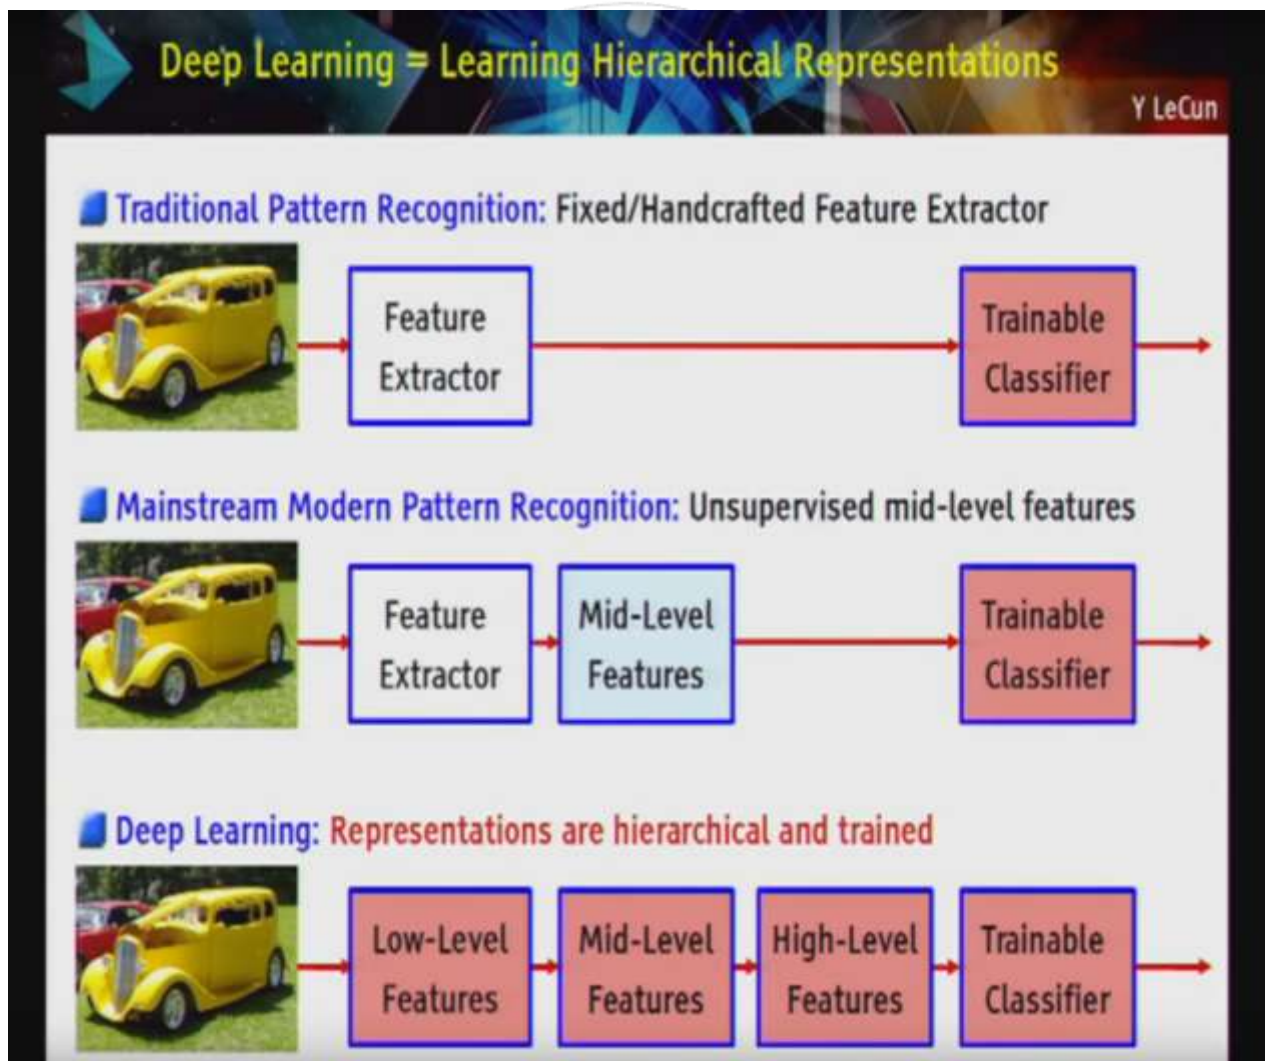 Deep Learning = Learning Hierarchical Representations
Y LeCun
Traditional Pattern Recognition: Fixed/Handcrafted Feature Extractor
Feature
Extractor
Trainable
Classifier
Mainstream Modern Pattern Recognition: Unsupervised mid-level features
Feature
Extractor
Mid-Level
Features
Trainable
Classifier
Deep Learning: Representations are hierarchical and trained
Low-Level
Features
Mid-Level
Features
High-Level
Features
Trainable
Classifier